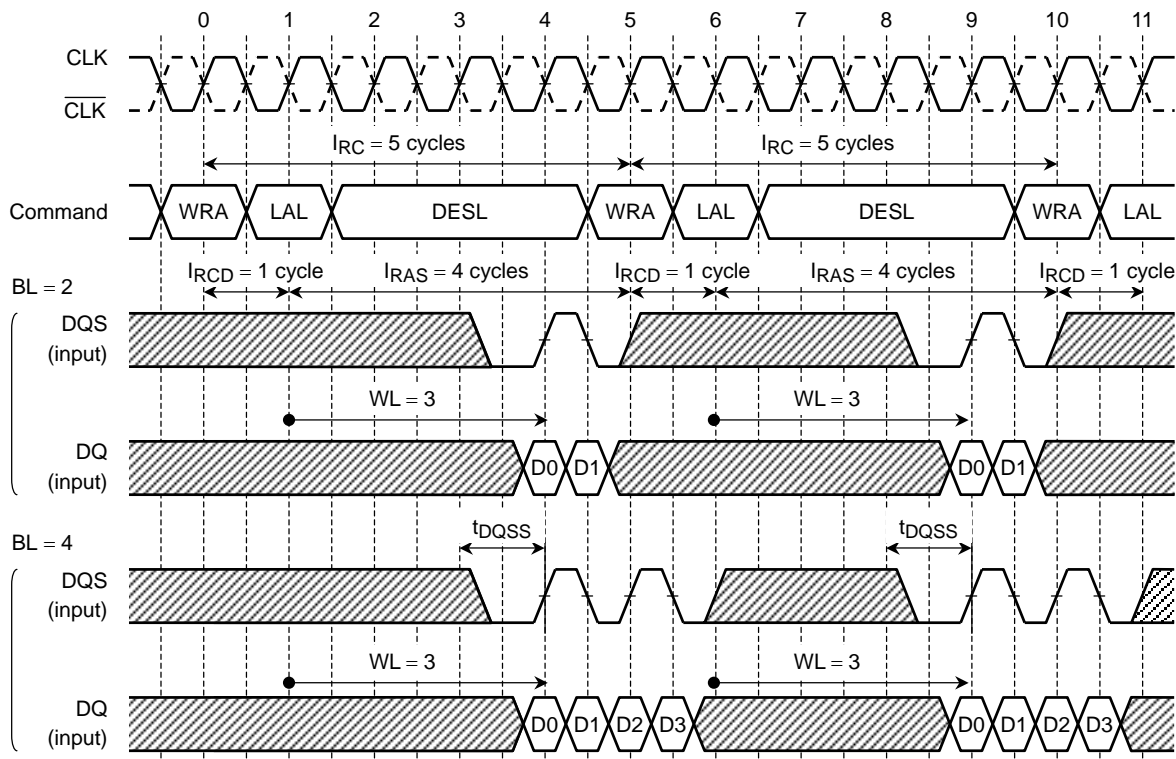 0 1 2 3 4 5 6 7 8 9 10 11
CLK
CLK
IRC = 5 cycles IRC = 5 cycles
Command WRA LAL DESL WRA LAL DESL WRA LAL
IRCD = 1 cycle IRAS = 4 cycles IRCD = 1 cycle IRAS = 4 cycles IRCD = 1 cycle
BL = 2
DQS
(input)
WL = 3 WL = 3
DQ
(input)
D0 D1 D0 D1
BL = 4
tDQSS tDQSS
DQS
(input)
WL = 3 WL = 3
DQ
(input)
D0 D1 D2 D3 D0 D1 D2 D3